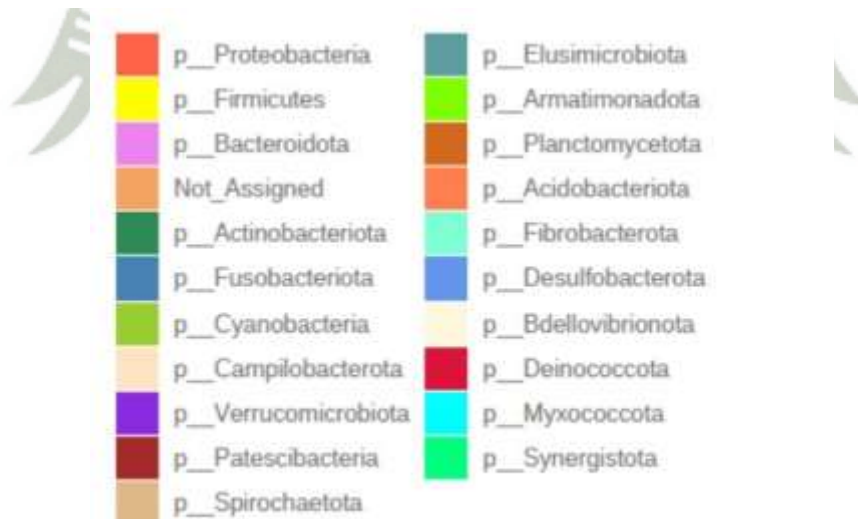 p__Proteobacteria
p__Firmicutes
p__Bacteroidota
Not_Assigned
p__Actinobacteriota
p__Fusobacteriota
p__Cyanobacteria
p__Campilobacterota
p__Verrucomicrobiota
p__Patescibacteria
p__Spirochaetota
p__Elusimicrobiota
p__Armatimonadota
p__Planctomycetota
p__Acidobacteriota
p__Fibrobacterota
p__Desulfobacterota
p__Bdellovibrionota
p__Deinococcota
p__Myxococcota
p__Synergistota